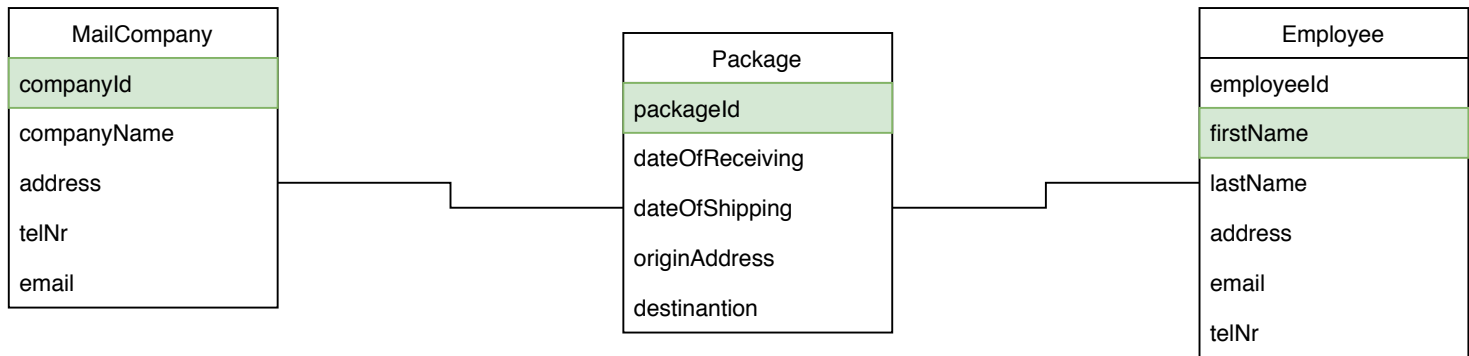 MailCompany
companyId
companyName
address
telNr
email
Package
packageId
dateOfReceiving
dateOfShipping
originAddress
destinantion
Employee
employeeId
firstName
lastName
address
email
telNr